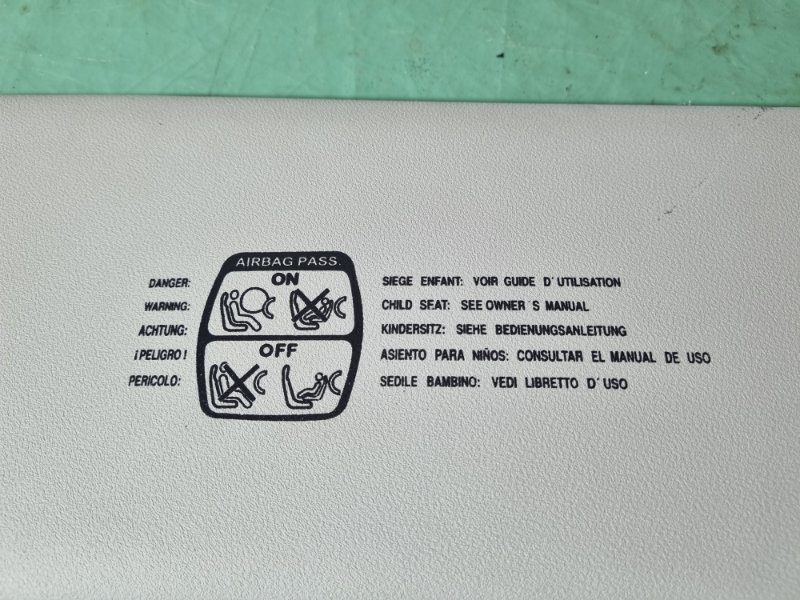 AIRBAG PASS.
ON
OFF
DANGER: SIEGE ENFANT: VOIR GUIDE D'UTILISATION
WARNING: CHILD SEAT: SEE OWNER'S MANUAL
ACHTUNG: KINDERSITZ: SIEHE BEDIENUNGSANLEITUNG
¡PELIGRO! ASIENTO PARA NIÑOS: CONSULTAR EL MANUAL DE USO
PERICOLO: SEDILE BAMBINO: VEDI LIBRETTO D'USO